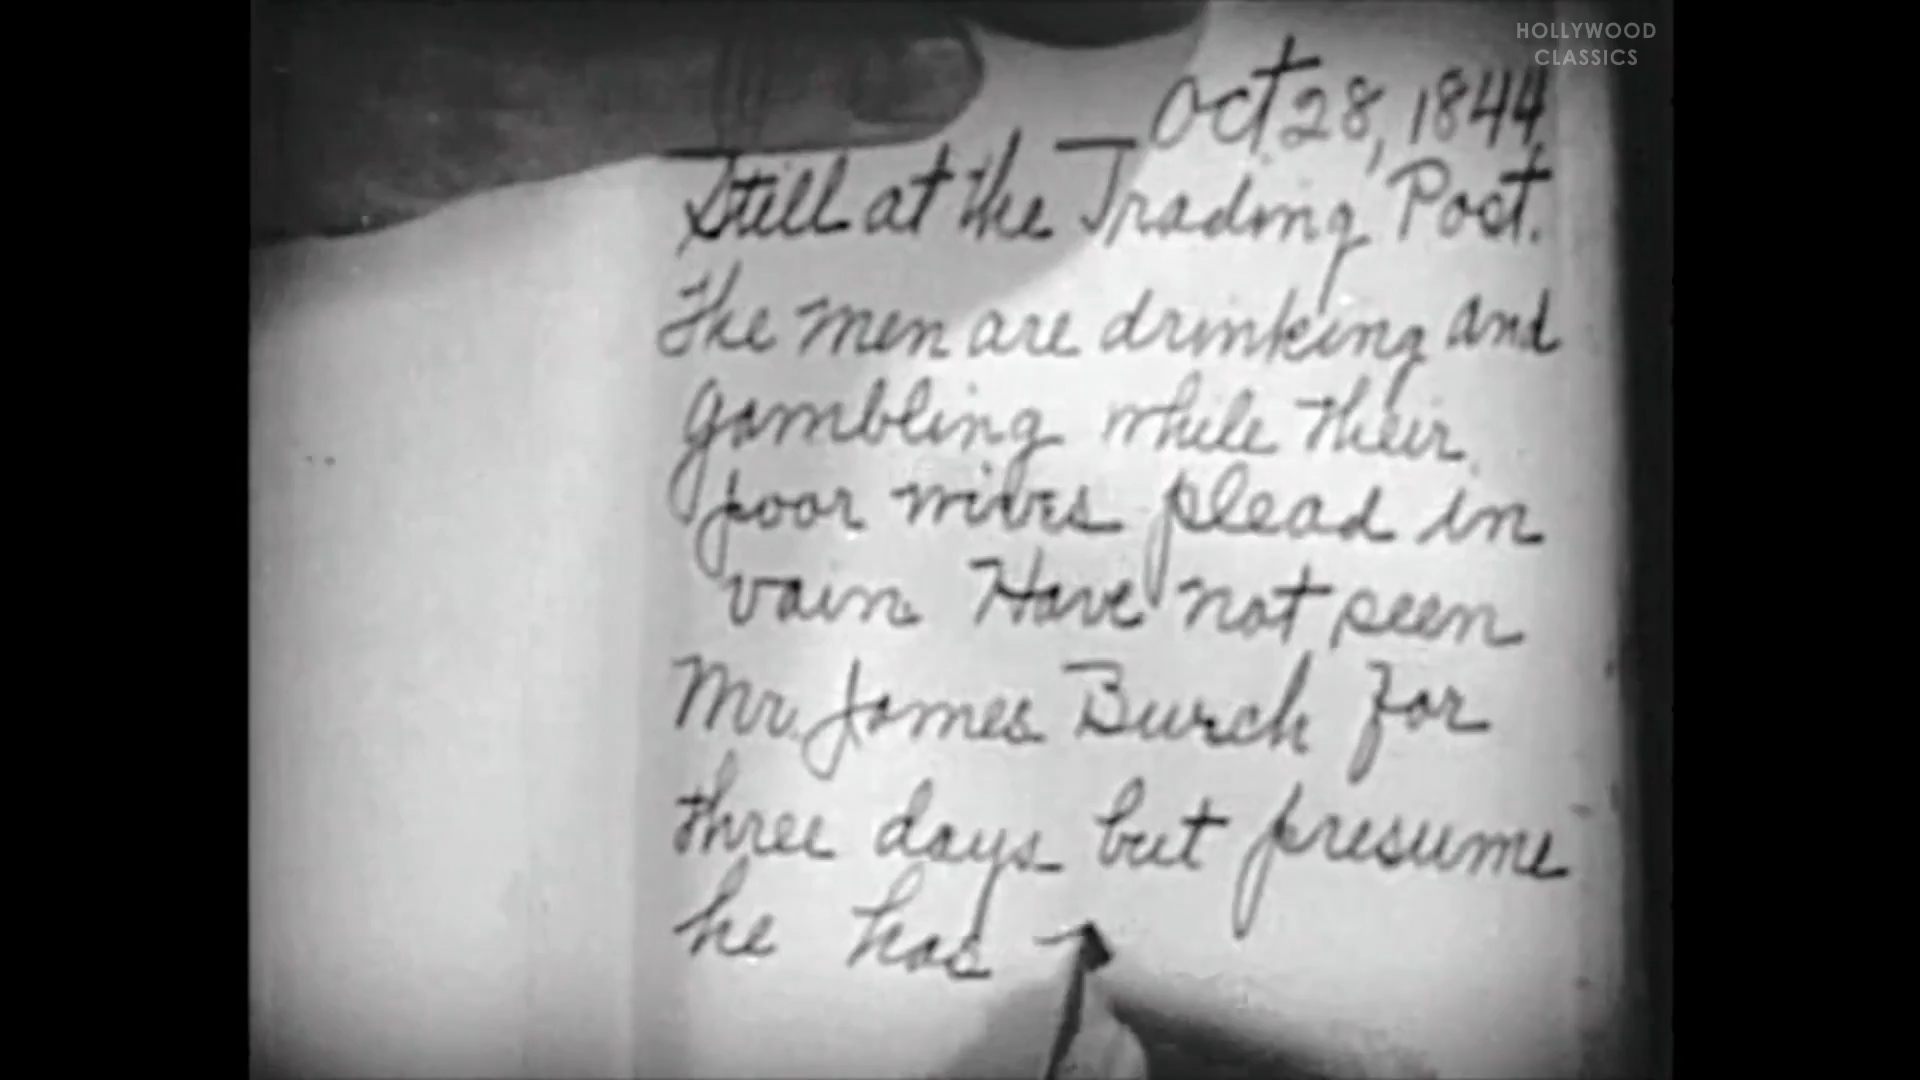 HOLLYWOOD
CLASSICS
Oct 28, 1844
Still at the Trading Post.
The men are drinking and
gambling while their
poor wives plead in
vain. Have not seen
Mr. James Burch for
three days but presume
he has